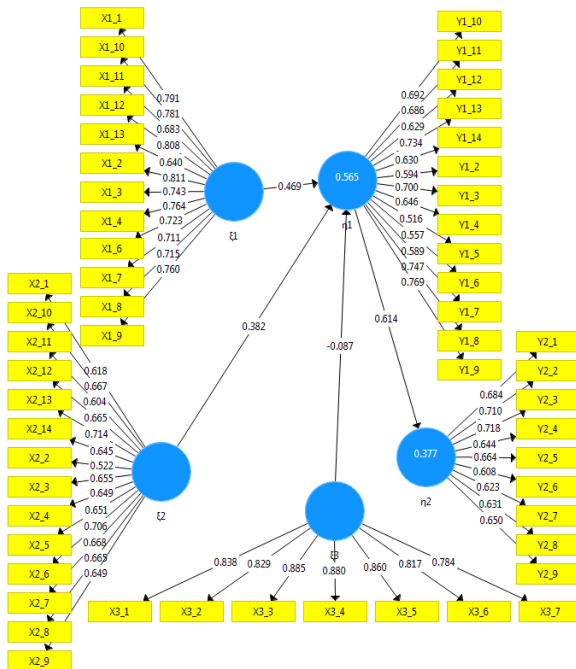 X1_1
X1_10
X1_11
X1_12
X1_13
X1_2
X1_3
X1_4
X1_6
X1_7
X1_8
X1_9
0.791
0.781
0.683
0.808
0.640
0.811
0.743
0.764
0.723
0.711
0.715
0.760
ξ1
0.469
0.565
η1
0.692
0.686
0.629
0.734
0.630
0.594
0.700
0.646
0.516
0.557
0.589
0.747
0.769
Y1_10
Y1_11
Y1_12
Y1_13
Y1_14
Y1_2
Y1_3
Y1_4
Y1_5
Y1_6
Y1_7
Y1_8
Y1_9
X2_1
X2_10
X2_11
X2_12
X2_13
X2_14
X2_2
X2_3
X2_4
X2_5
X2_6
X2_7
X2_8
X2_9
0.618
0.667
0.604
0.665
0.714
0.645
0.522
0.655
0.649
0.651
0.706
0.668
0.665
0.649
ξ2
0.382
-0.087
0.614
0.377
η2
0.684
0.710
0.718
0.644
0.664
0.608
0.623
0.631
0.650
Y2_1
Y2_2
Y2_3
Y2_4
Y2_5
Y2_6
Y2_7
Y2_8
Y2_9
ξ3
0.838
0.829
0.885
0.880
0.860
0.817
0.784
X3_1
X3_2
X3_3
X3_4
X3_5
X3_6
X3_7